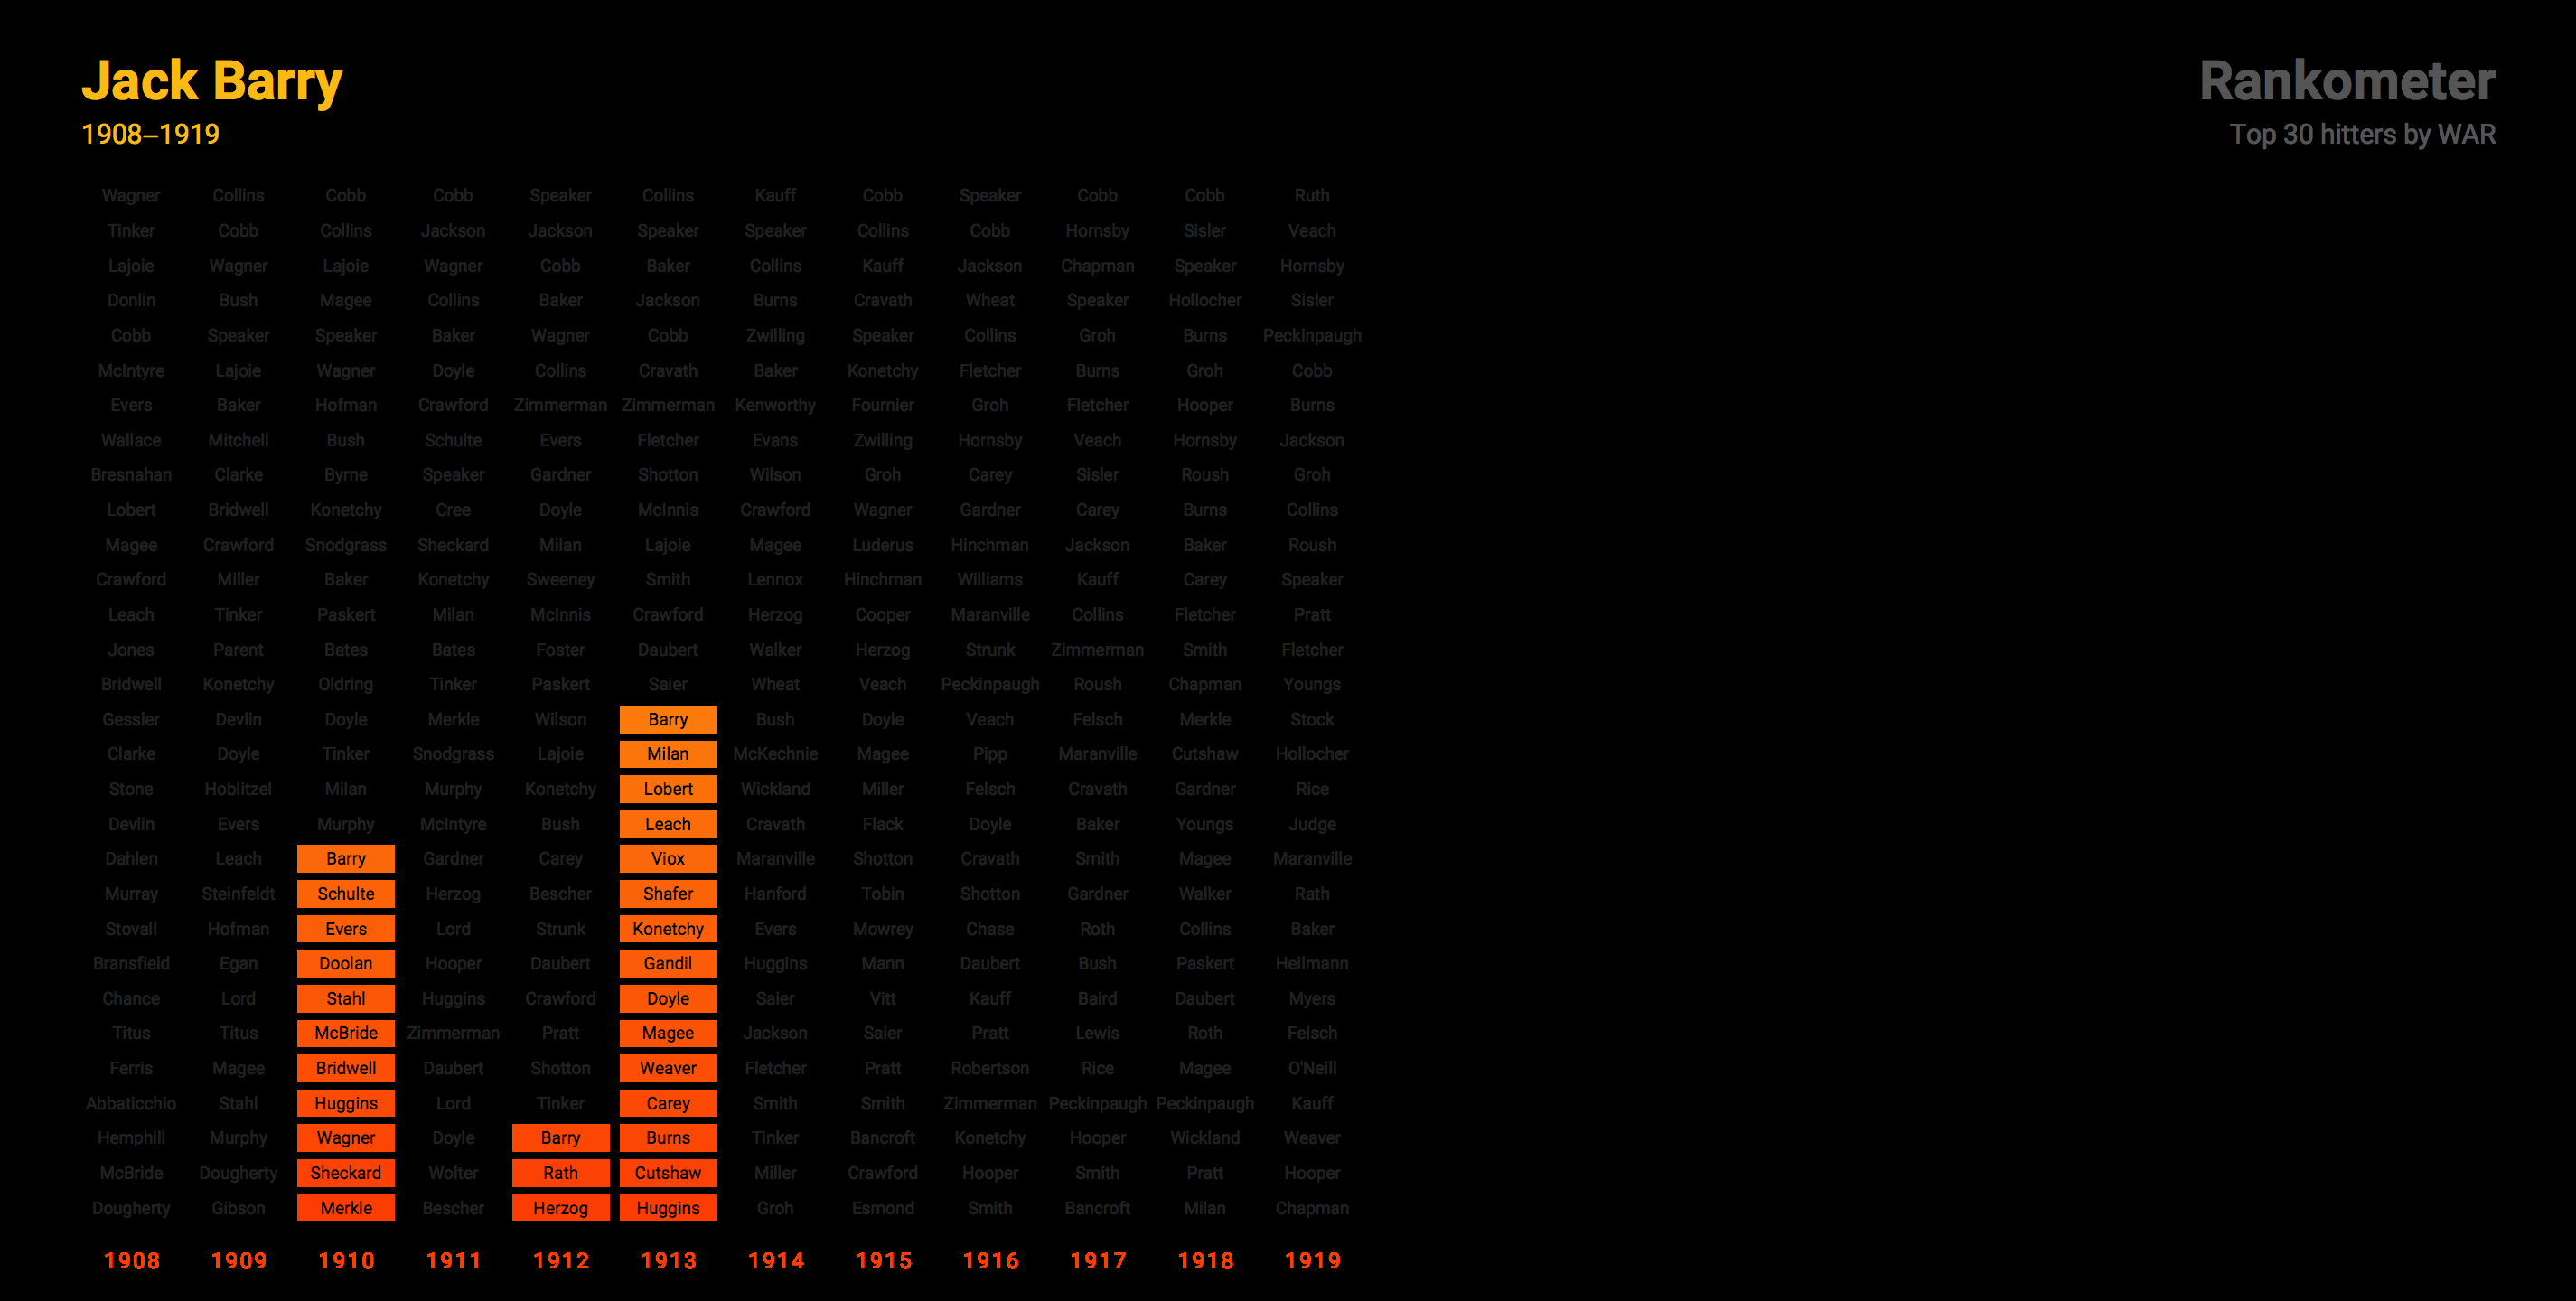 Jack Barry
1908–1919
Rankometer
Top 30 hitters by WAR
Wagner Collins Cobb Cobb Speaker Collins Kauff Cobb Speaker Cobb Cobb Ruth
Tinker Cobb Collins Jackson Jackson Speaker Speaker Collins Cobb Hornsby Sisler Veach
Lajoie Wagner Lajoie Wagner Cobb Baker Collins Kauff Jackson Chapman Speaker Hornsby
Donlin Bush Magee Collins Baker Jackson Burns Cravath Wheat Speaker Hollocher Sisler
Cobb Speaker Speaker Baker Wagner Cobb Zwilling Speaker Collins Groh Burns Peckinpaugh
McIntyre Lajoie Wagner Doyle Collins Cravath Baker Konetchy Fletcher Burns Groh Cobb
Evers Baker Hofman Crawford Zimmerman Zimmerman Kenworthy Fournier Groh Fletcher Hooper Burns
Wallace Mitchell Bush Schulte Evers Fletcher Evans Zwilling Hornsby Veach Hornsby Jackson
Bresnahan Clarke Byrne Speaker Gardner Shotton Wilson Groh Carey Sisler Roush Groh
Lobert Bridwell Konetchy Cree Doyle McInnis Crawford Wagner Gardner Carey Burns Collins
Magee Crawford Snodgrass Sheckard Milan Lajoie Magee Luderus Hinchman Jackson Baker Roush
Crawford Miller Baker Konetchy Sweeney Smith Lennox Hinchman Williams Kauff Carey Speaker
Leach Tinker Paskert Milan McInnis Crawford Herzog Cooper Maranville Collins Fletcher Pratt
Jones Parent Bates Bates Foster Daubert Walker Herzog Strunk Zimmerman Smith Fletcher
Bridwell Konetchy Oldring Tinker Paskert Saier Wheat Veach Peckinpaugh Roush Chapman Youngs
Gessler Devlin Doyle Merkle Wilson Barry Bush Doyle Veach Felsch Merkle Stock
Clarke Doyle Tinker Snodgrass Lajoie Milan McKechnie Magee Pipp Maranville Cutshaw Hollocher
Stone Hoblitzel Milan Murphy Konetchy Lobert Wickland Miller Felsch Cravath Gardner Rice
Devlin Evers Murphy McIntyre Bush Leach Cravath Flack Doyle Baker Youngs Judge
Dahlen Leach Barry Gardner Carey Viox Maranville Shotton Cravath Smith Magee Maranville
Murray Steinfeldt Schulte Herzog Bescher Shafer Hanford Tobin Shotton Gardner Walker Rath
Stovall Hofman Evers Lord Strunk Konetchy Evers Mowrey Chase Roth Collins Baker
Bransfield Egan Doolan Hooper Daubert Gandil Huggins Mann Daubert Bush Paskert Heilmann
Chance Lord Stahl Huggins Crawford Doyle Saier Vitt Kauff Baird Daubert Myers
Titus Titus McBride Zimmerman Pratt Magee Jackson Saier Pratt Lewis Roth Felsch
Ferris Magee Bridwell Daubert Shotton Weaver Fletcher Pratt Robertson Rice Magee O'Neill
Abbaticchio Stahl Huggins Lord Tinker Carey Smith Smith Zimmerman Peckinpaugh Peckinpaugh Kauff
Hemphill Murphy Wagner Doyle Barry Burns Tinker Bancroft Konetchy Hooper Wickland Weaver
McBride Dougherty Sheckard Wolter Rath Cutshaw Miller Crawford Hooper Smith Pratt Hooper
Dougherty Gibson Merkle Bescher Herzog Huggins Groh Esmond Smith Bancroft Milan Chapman
1908 1909 1910 1911 1912 1913 1914 1915 1916 1917 1918 1919